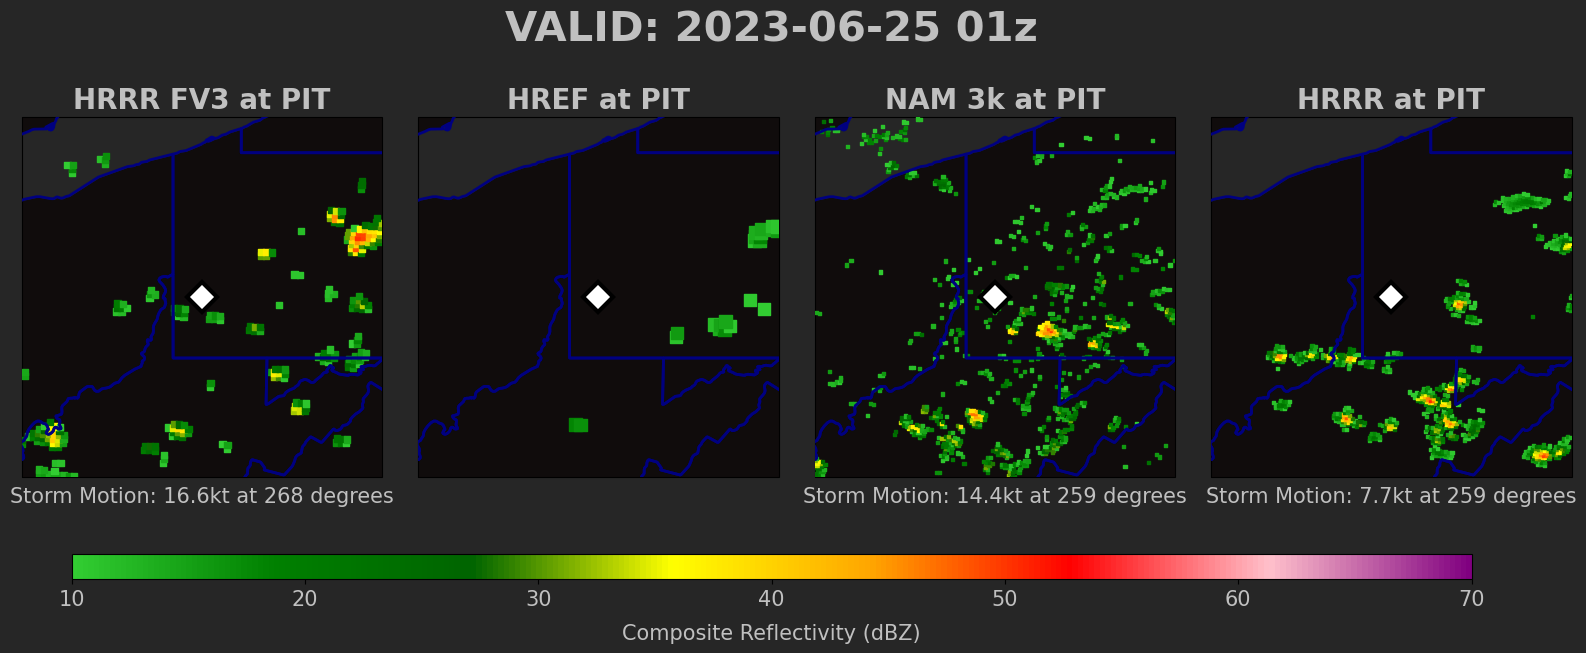 VALID: 2023-06-25 01z
HRRR FV3 at PIT
HREF at PIT
NAM 3k at PIT
HRRR at PIT
Storm Motion: 16.6kt at 268 degrees
Storm Motion: 14.4kt at 259 degrees
Storm Motion: 7.7kt at 259 degrees
10 20 30 40 50 60 70
Composite Reflectivity (dBZ)